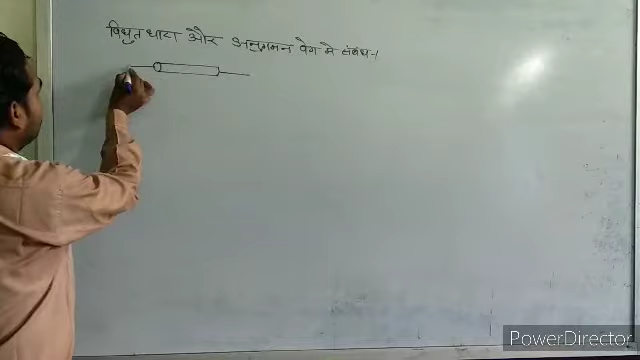 विधुत धारा और अनुगमन वेग मे संबंध-
PowerDirector